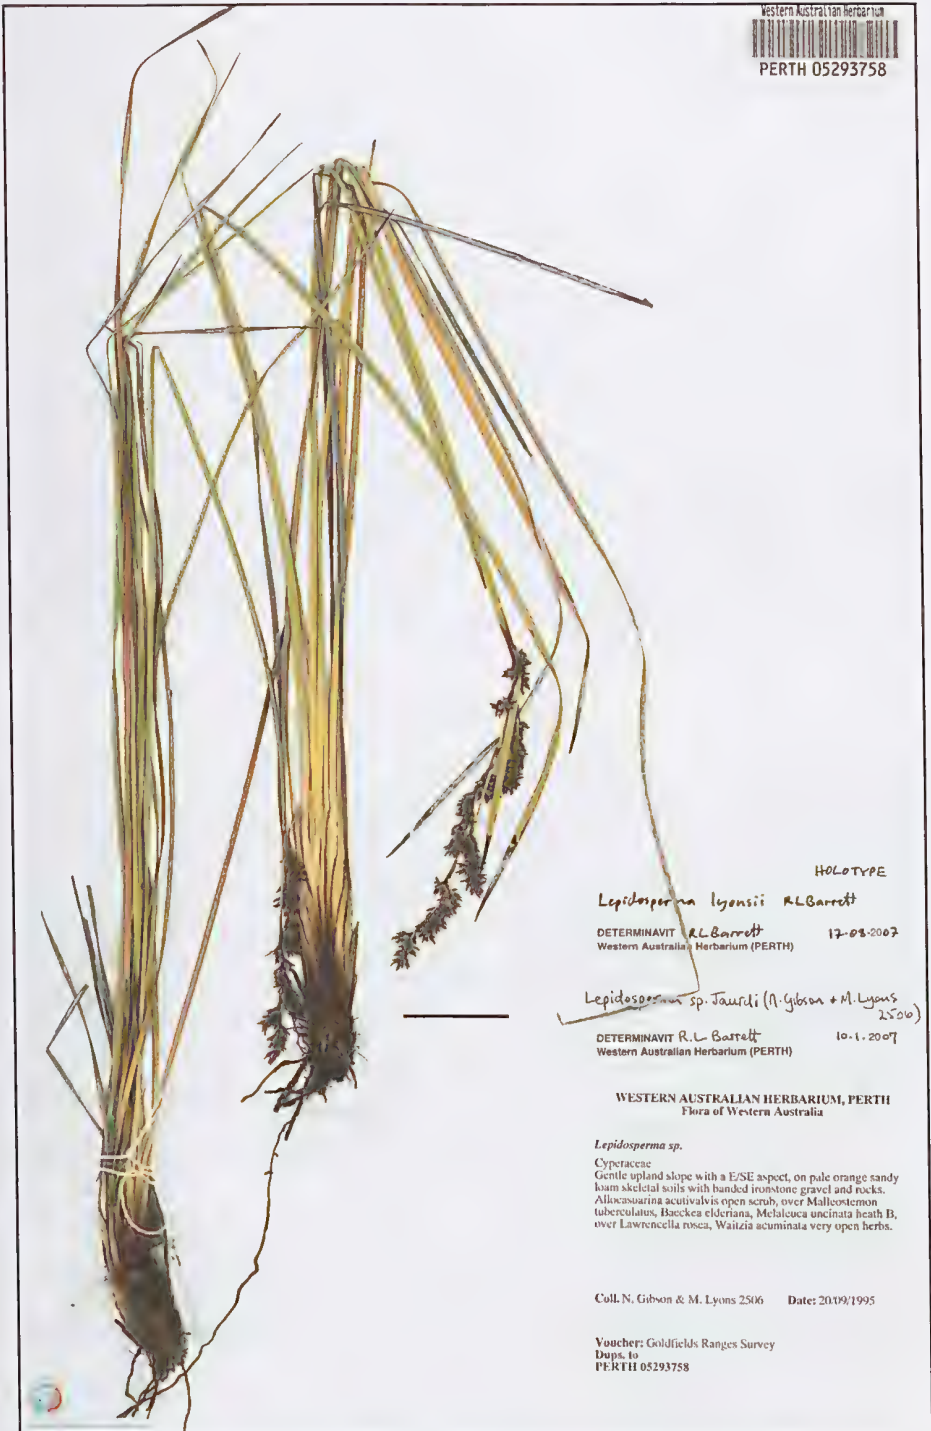 Western Australian Herbarium
PERTH 05293758
HOLOTYPE
Lepidosperma lyonsii RLBarrett
DETERMINAVIT RLBarrett 17-08-2007
Western Australian Herbarium (PERTH)
Lepidosperma sp. Jaurdi (N. Gibson + M. Lyons
2506)
DETERMINAVIT R.L Barrett 10-1-2007
Western Australian Herbarium (PERTH)
WESTERN AUSTRALIAN HERBARIUM, PERTH
Flora of Western Australia
Lepidosperma sp.
Cyperaceae
Gentle upland slope with a E/SE aspect, on pale orange sandy
loam skeletal soils with banded ironstone gravel and rocks.
Allocasuarina acutivalvis open scrub, over Malleostemon
tuberculatus, Baeckea elderiana, Melaleuca uncinata heath B,
over Lawrencella rosea, Waitzia acuminata very open herbs.
Coll. N. Gibson & M. Lyons 2506 Date: 20/09/1995
Voucher: Goldfields Ranges Survey
Dups. to
PERTH 05293758